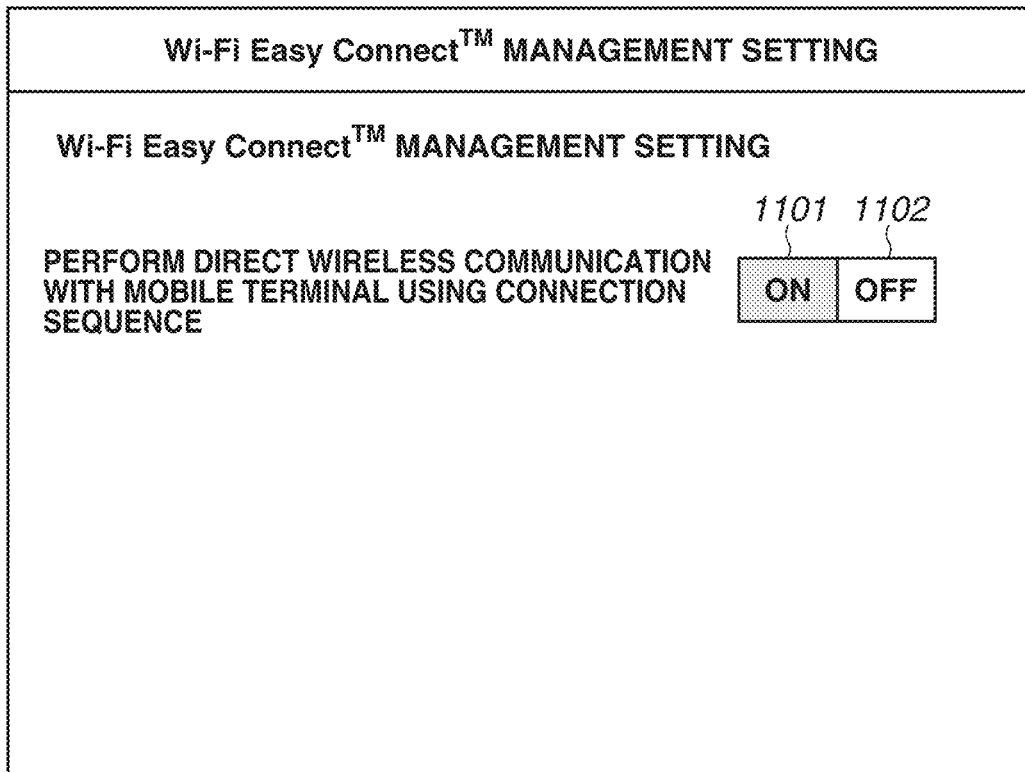 Wi-Fi Easy Connect™ MANAGEMENT SETTING
Wi-Fi Easy Connect™ MANAGEMENT SETTING
1101 1102
PERFORM DIRECT WIRELESS COMMUNICATION
WITH MOBILE TERMINAL USING CONNECTION
SEQUENCE
ON OFF